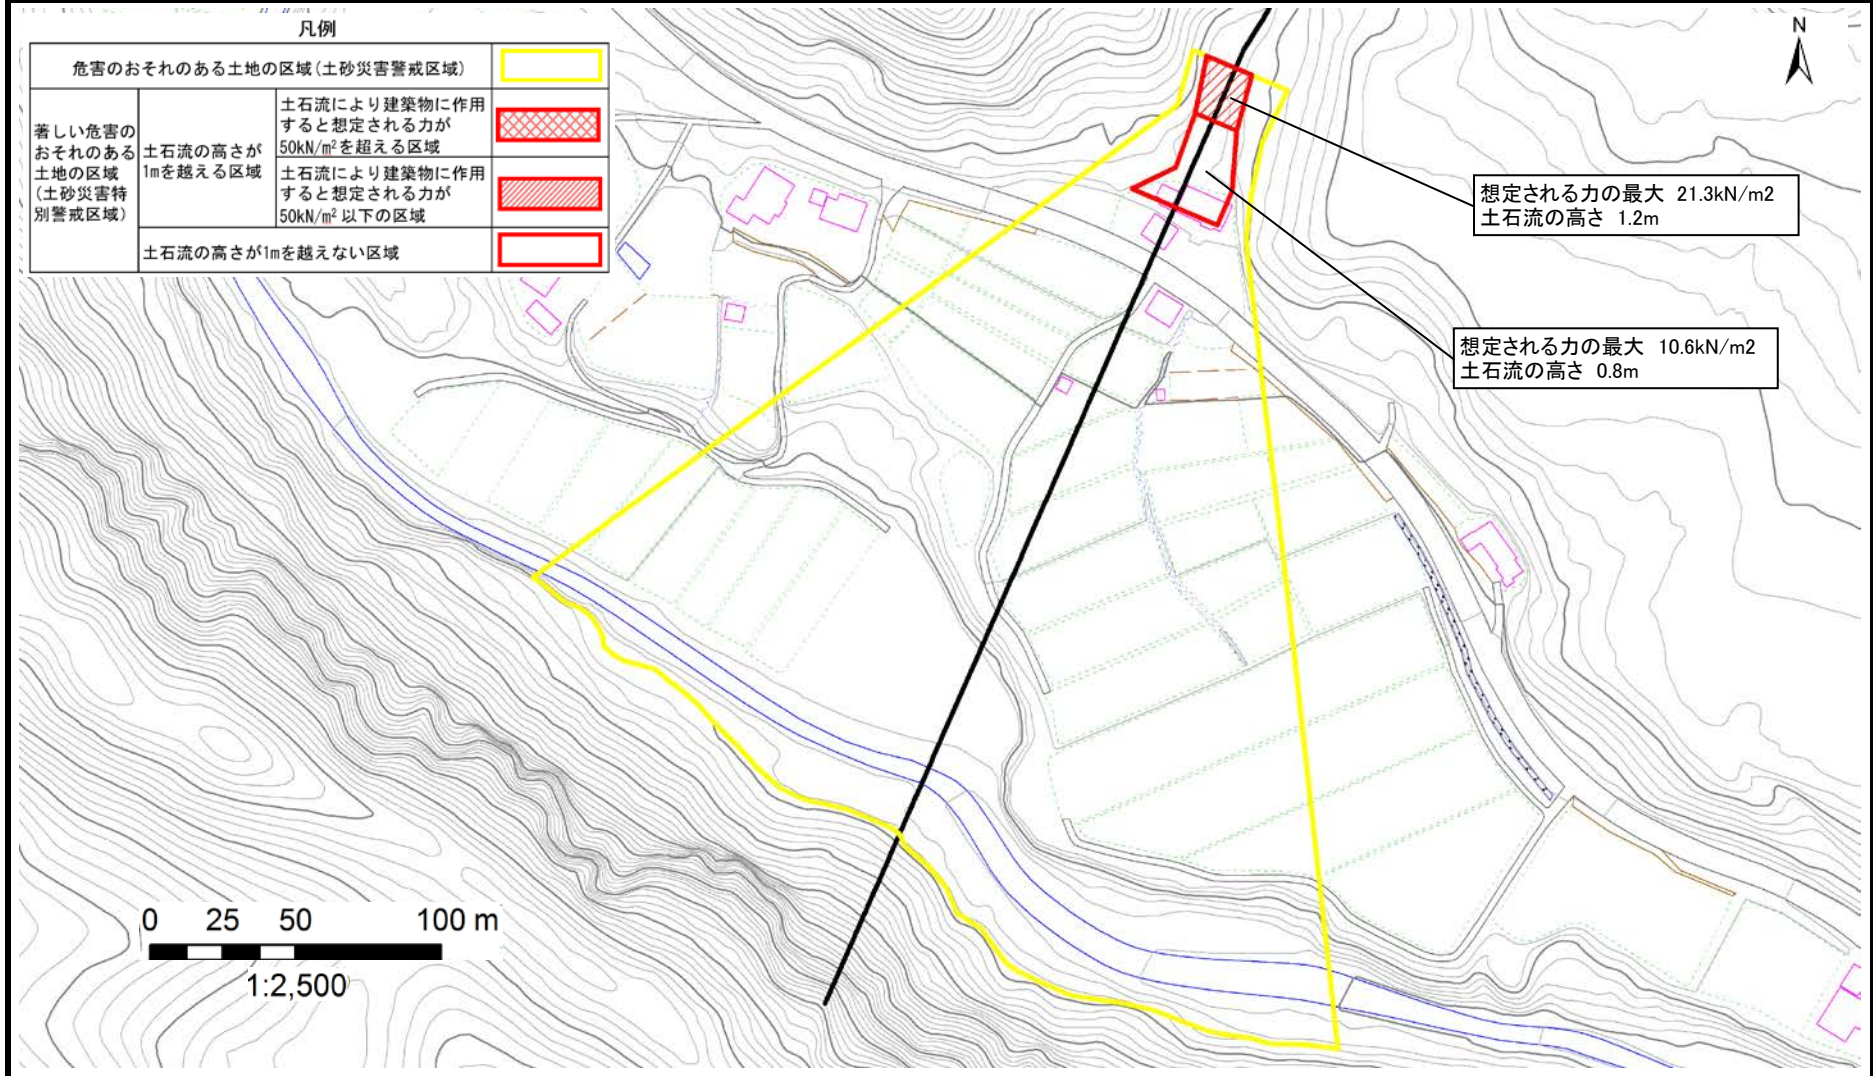 凡例
危害のおそれのある土地の区域(土砂災害警戒区域)
著しい危害の
おそれのある
土地の区域
(土砂災害特
別警戒区域)
土石流の高さが
1mを越える区域
土石流により建築物に作用
すると想定される力が
50kN/m²を超える区域
土石流により建築物に作用
すると想定される力が
50kN/m² 以下の区域
土石流の高さが1mを越えない区域
N
想定される力の最大 21.3kN/m2
土石流の高さ 1.2m
想定される力の最大 10.6kN/m2
土石流の高さ 0.8m
0 25 50 100 m
1:2,500